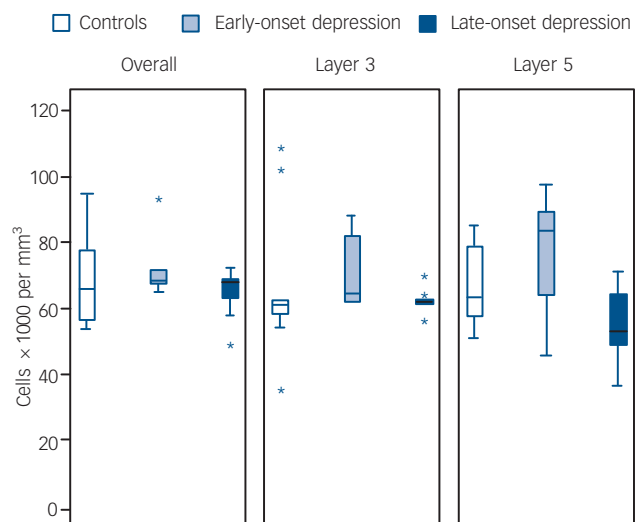 Controls Early-onset depression Late-onset depression
Overall Layer 3 Layer 5
120
100
80
60
40
20
0
Cells × 1000 per mm³